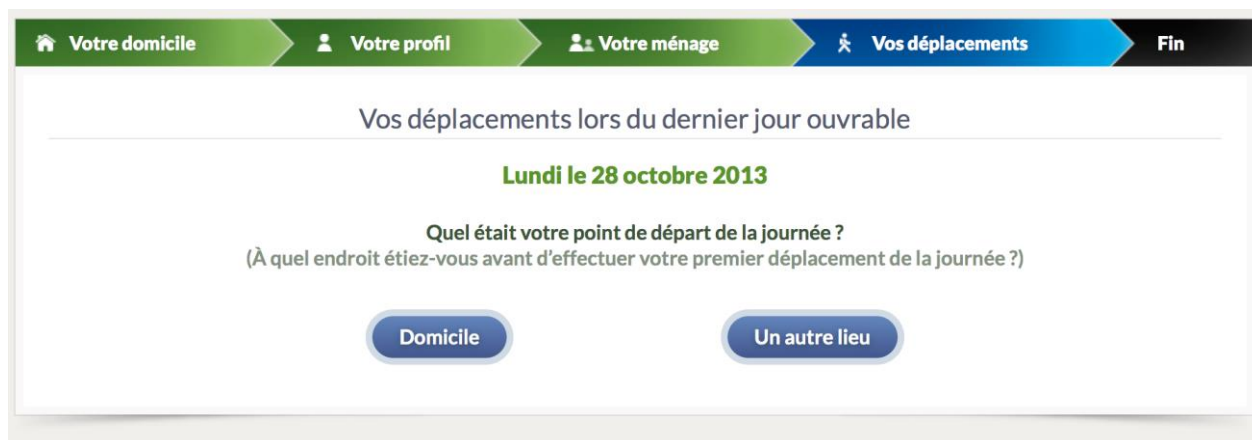 Votre domicile
Votre profil
Votre ménage
Vos déplacements
Fin
Vos déplacements lors du dernier jour ouvrable
Lundi le 28 octobre 2013
Quel était votre point de départ de la journée ?
(À quel endroit étiez-vous avant d'effectuer votre premier déplacement de la journée ?)
Domicile
Un autre lieu